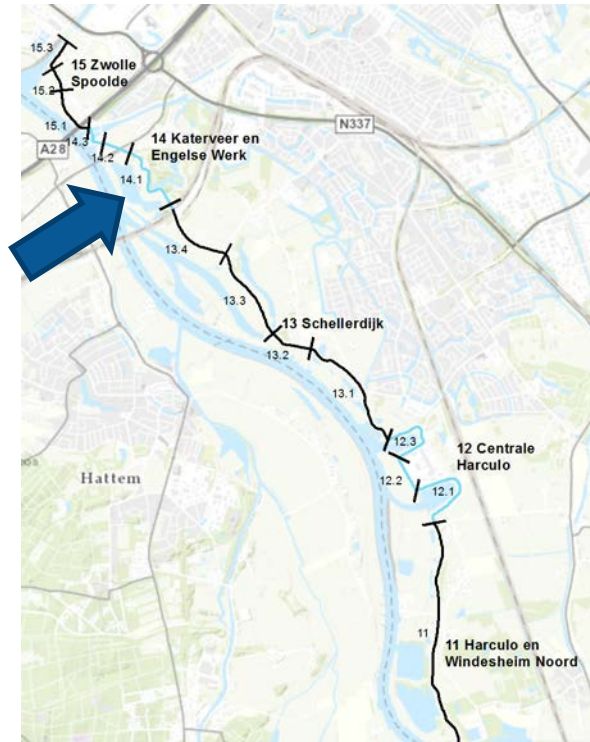 15.3
15 Zwolle
Spoolde
15.2
15.1
N337
A28
14.3
14.2
14 Katerveer en
Engelse Werk
14.1
13.4
13.3
13 Schellerdijk
13.2
13.1
12.3
12 Centrale
Harculo
12.2
12.1
Hattem
11
11 Harculo en
Windesheim Noord